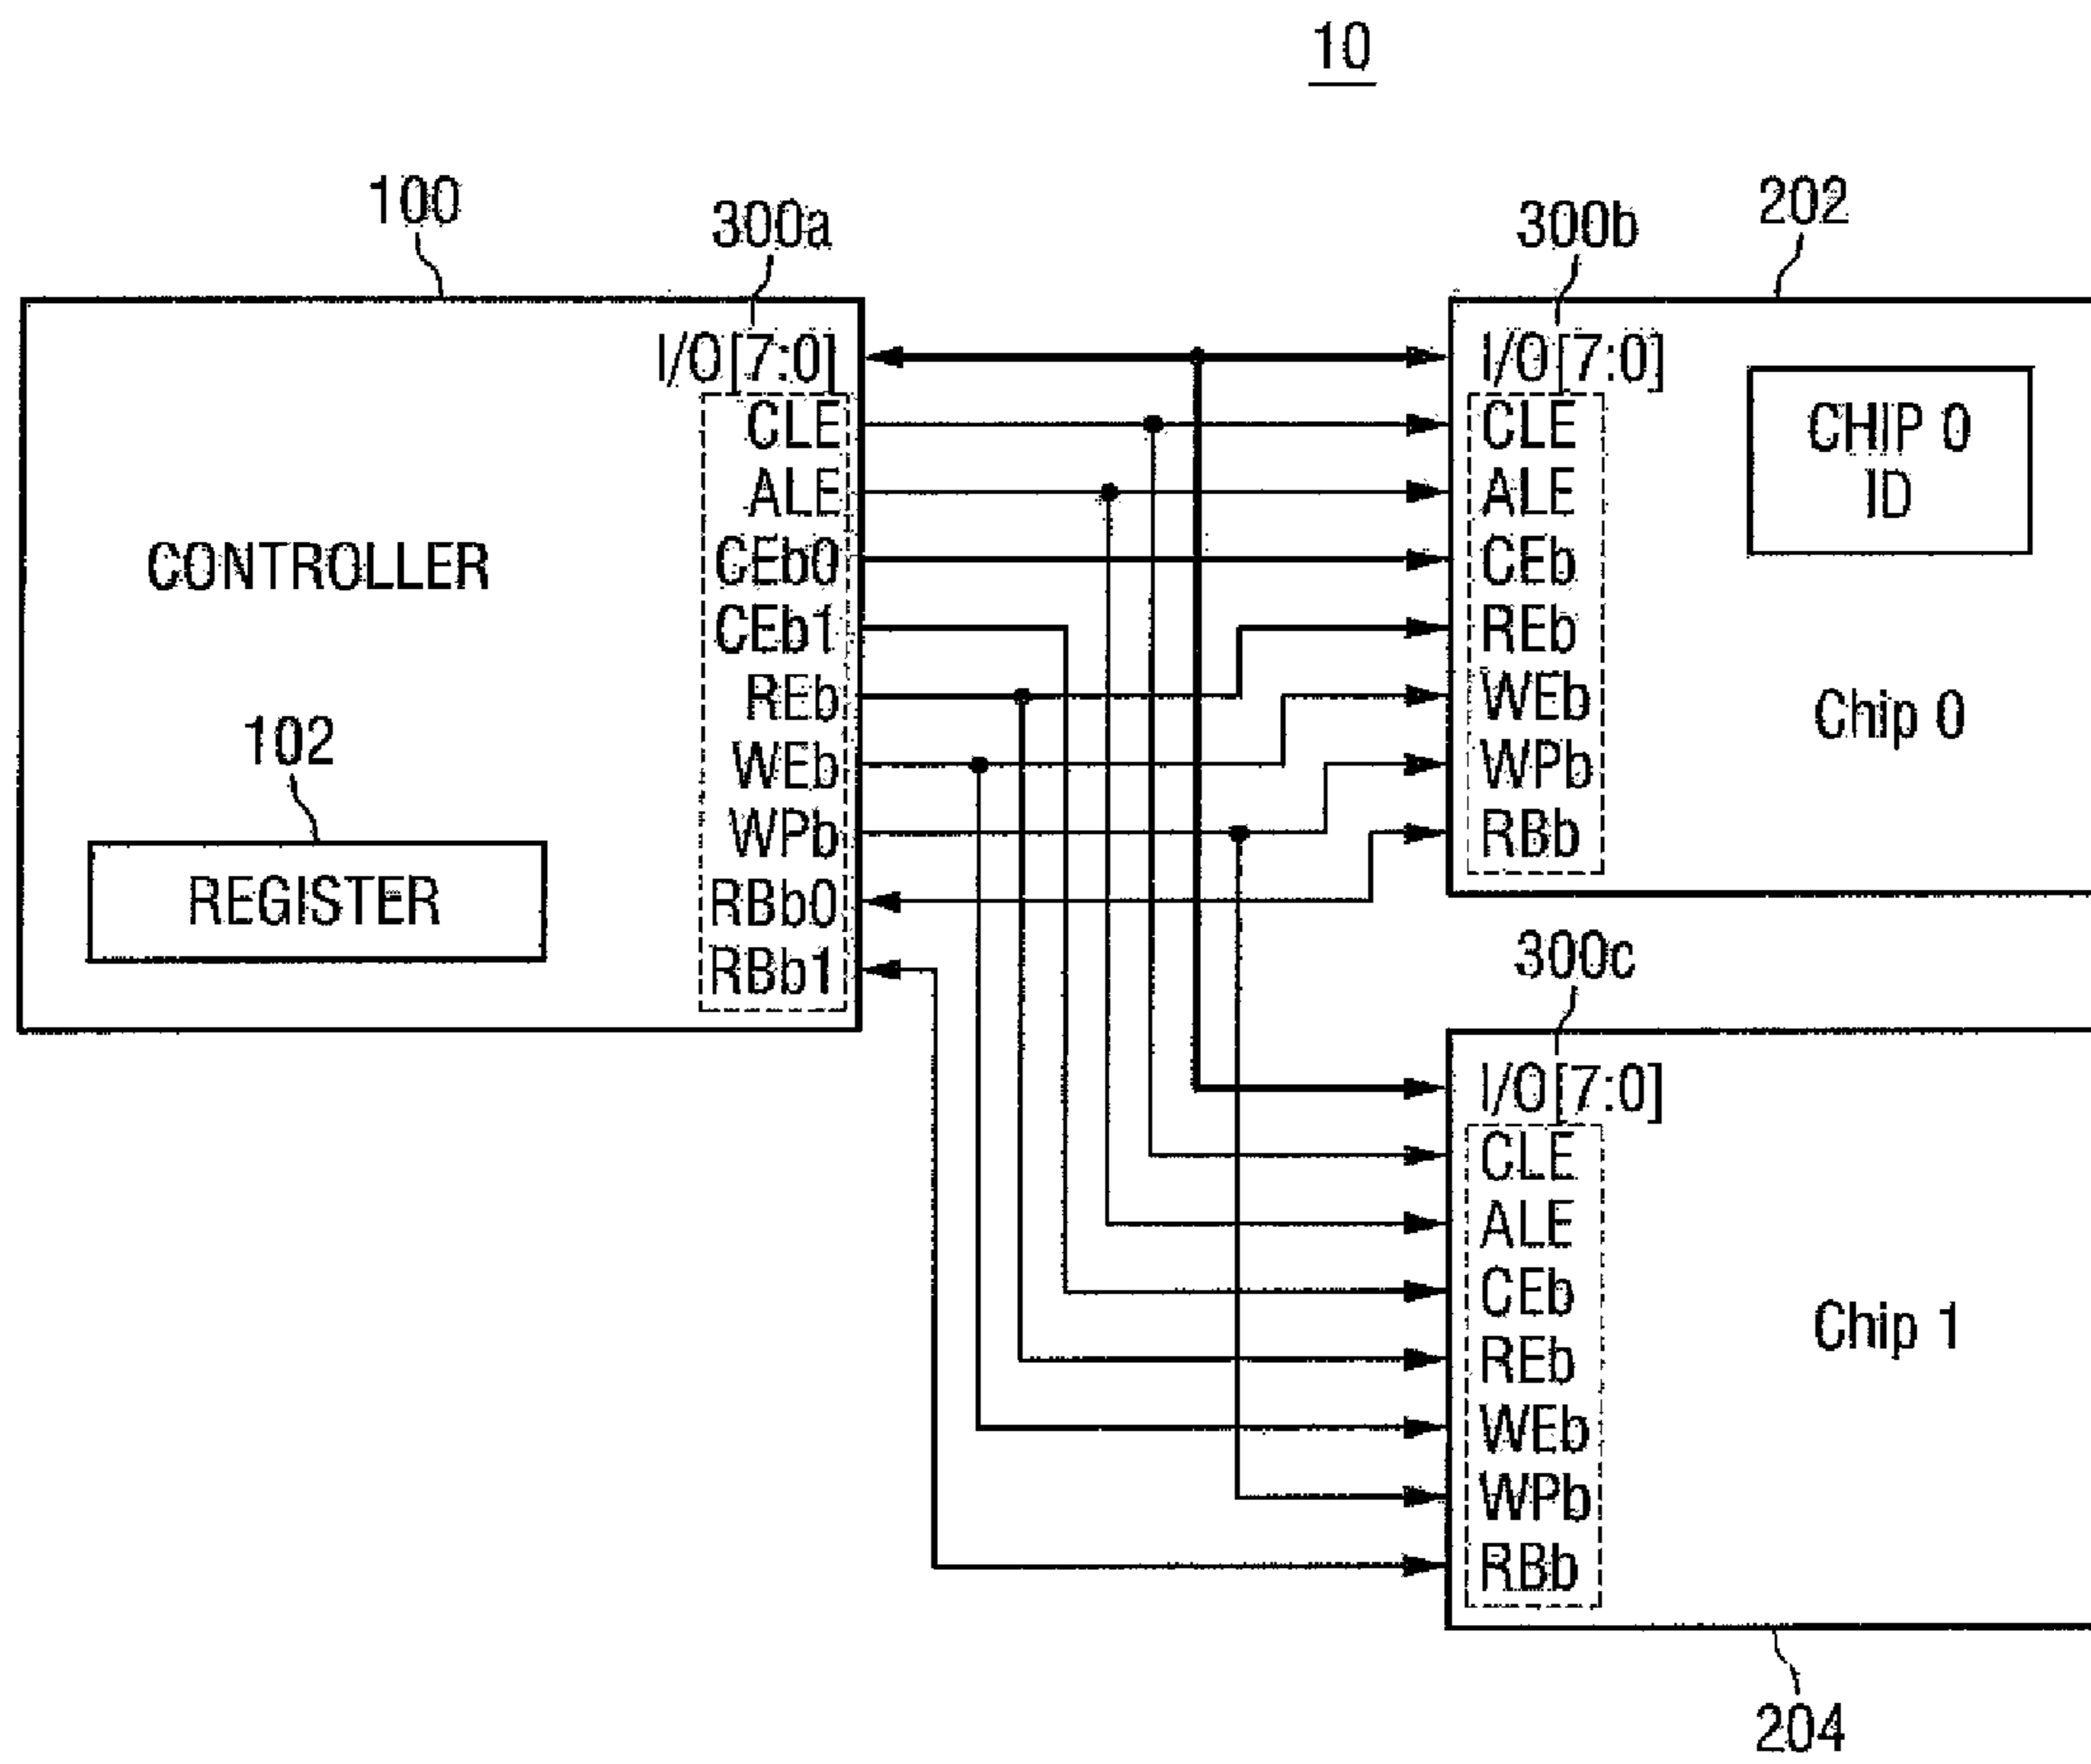 10
100
300a
I/O[7:0]
CLE
ALE
CEb0
CEb1
REb
WEb
WPb
RBb0
RBb1
CONTROLLER
102
REGISTER
300b
202
I/O[7:0]
CLE
ALE
CEb
REb
WEb
WPb
RBb
CHIP 0
ID
Chip 0
300c
I/O[7:0]
CLE
ALE
CEb
REb
WEb
WPb
RBb
Chip 1
204